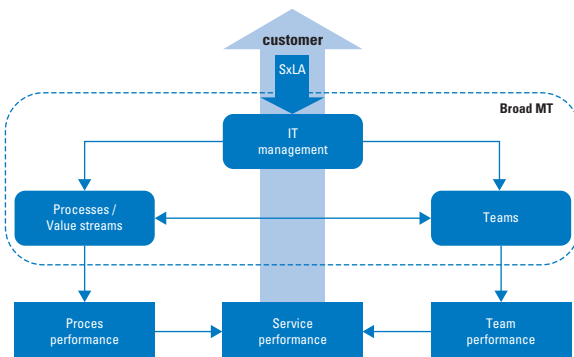 customer
SxLA
Broad MT
IT
management
Processes /
Value streams
Teams
Proces
performance
Service
performance
Team
performance